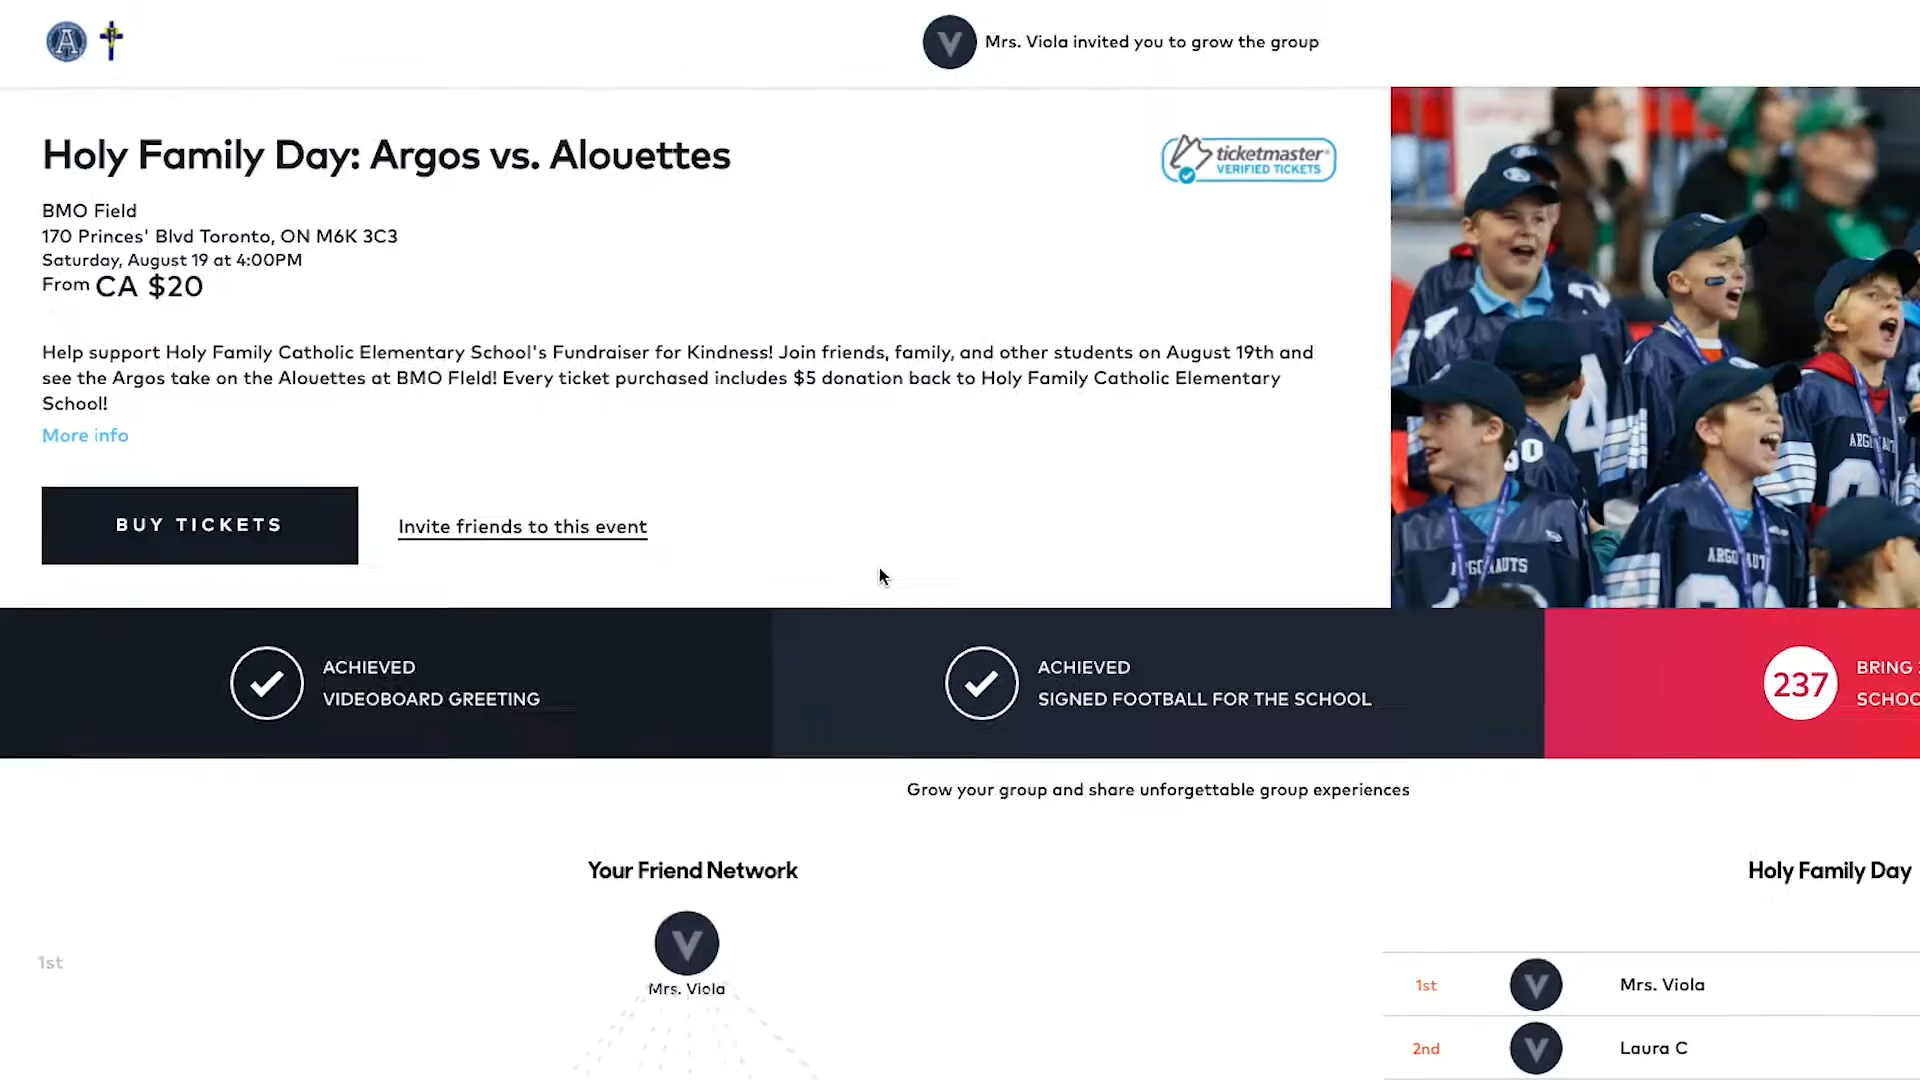 A
V Mrs. Viola invited you to grow the group
Holy Family Day: Argos vs. Alouettes
ticketmaster®
VERIFIED TICKETS
BMO Field
170 Princes' Blvd Toronto, ON M6K 3C3
Saturday, August 19 at 4:00PM
From CA $20
Help support Holy Family Catholic Elementary School's Fundraiser for Kindness! Join friends, family, and other students on August 19th and
see the Argos take on the Alouettes at BMO FIeld! Every ticket purchased includes $5 donation back to Holy Family Catholic Elementary
School!
More info
BUY TICKETS
Invite friends to this event
ACHIEVED
VIDEOBOARD GREETING
ACHIEVED
SIGNED FOOTBALL FOR THE SCHOOL
237
BRING
SCHOO
Grow your group and share unforgettable group experiences
Your Friend Network
V
Mrs. Viola
1st
Holy Family Day
1st V Mrs. Viola
2nd V Laura C